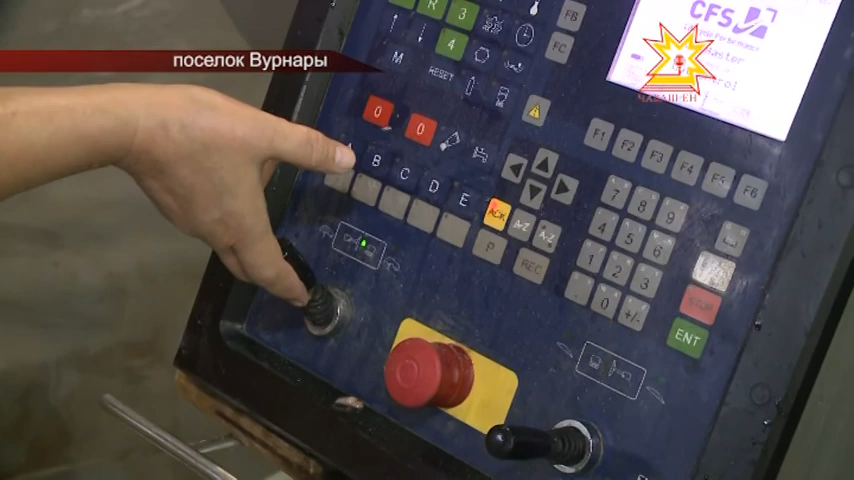 поселок Вурнары
CFS
ЧĂВАШ ЕН
R
3
4
M
RESET
FB
FC
0
0
A
B
C
D
E
ACK
A-Z
P
REC
F1
F2
F3
F4
F5
F6
7
8
9
4
5
6
1
2
3
.
0
+/-
STOP
ENT